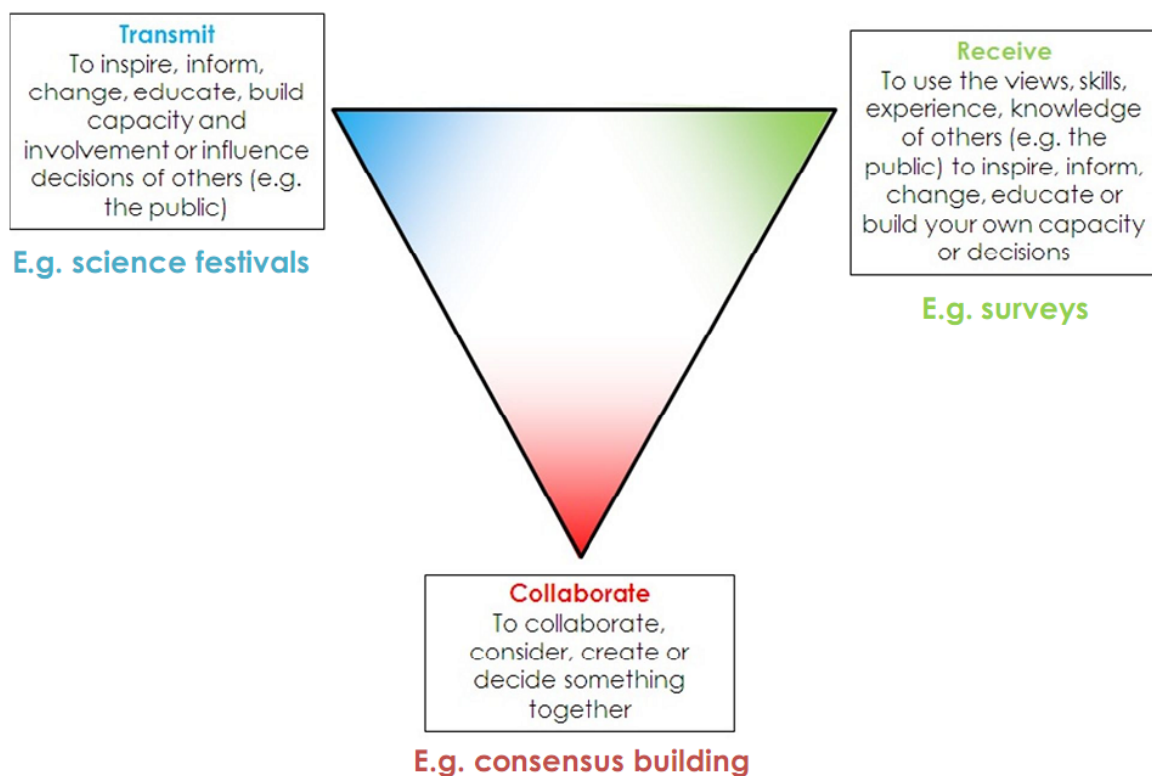 Transmit
To inspire, inform,
change, educate, build
capacity and
involvement or influence
decisions of others (e.g.
the public)
E.g. science festivals
Receive
To use the views, skills,
experience, knowledge
of others (e.g. the
public) to inspire, inform,
change, educate or
build your own capacity
or decisions
E.g. surveys
Collaborate
To collaborate,
consider, create or
decide something
together
E.g. consensus building